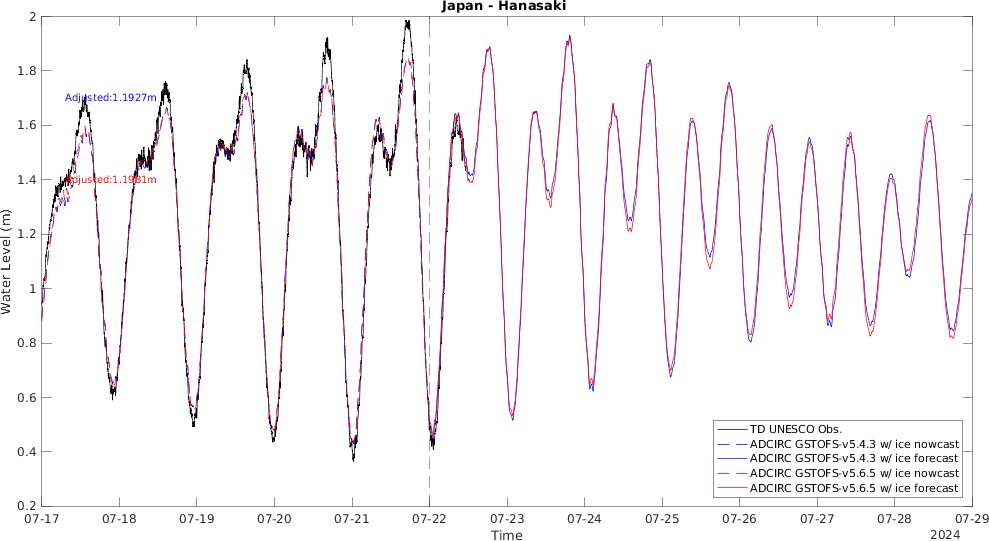 Japan - Hanasaki
Water Level (m)
2
1.8
1.6
1.4
1.2
1
0.8
0.6
0.4
0.2
Adjusted:1.1927m
Adjusted:1.1981m
TD UNESCO Obs.
ADCIRC GSTOFS-v5.4.3 w/ ice nowcast
ADCIRC GSTOFS-v5.4.3 w/ ice forecast
ADCIRC GSTOFS-v5.6.5 w/ ice nowcast
ADCIRC GSTOFS-v5.6.5 w/ ice forecast
07-17 07-18 07-19 07-20 07-21 07-22 07-23 07-24 07-25 07-26 07-27 07-28 07-29
Time
2024